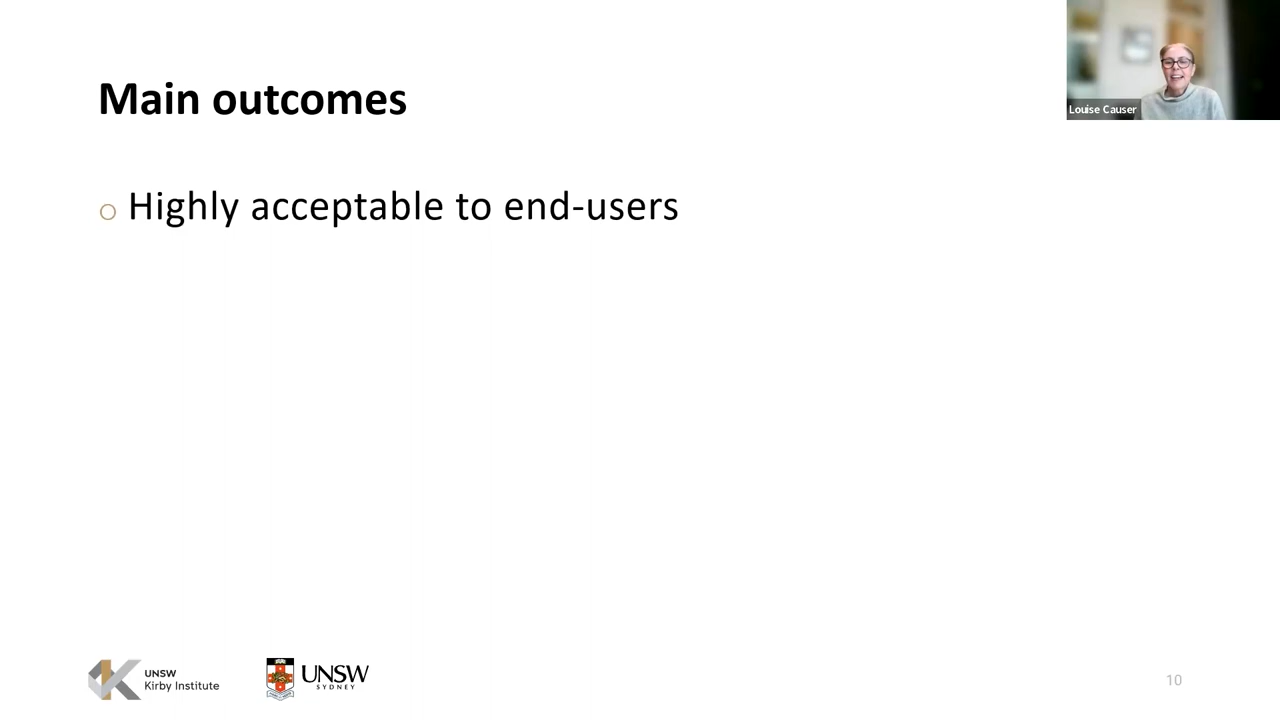 Main outcomes
Louise Causer
Highly acceptable to end-users
UNSW
Kirby Institute
UNSW
SYDNEY
10